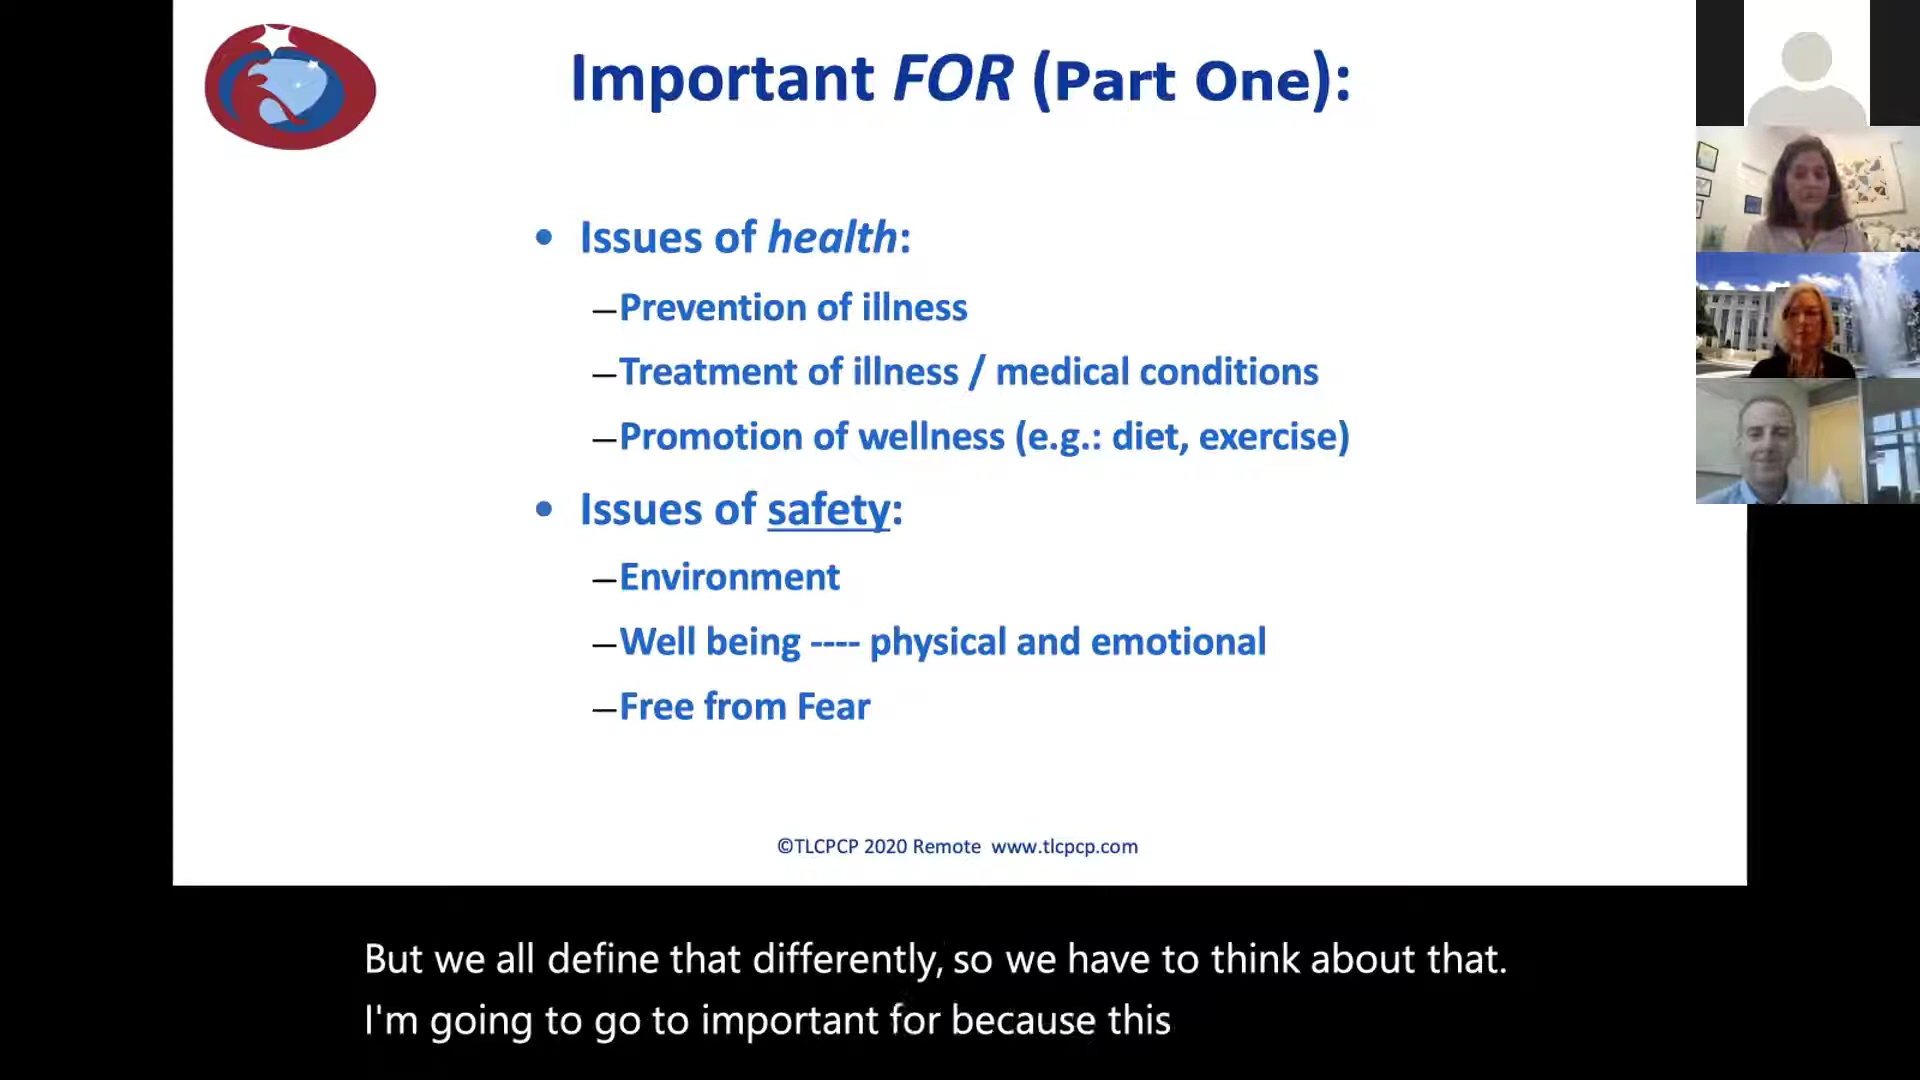 Important FOR (Part One):
• Issues of health:
–Prevention of illness
–Treatment of illness / medical conditions
–Promotion of wellness (e.g.: diet, exercise)
• Issues of safety:
–Environment
–Well being ---- physical and emotional
–Free from Fear
©TLCPCP 2020 Remote www.tlcpcp.com
But we all define that differently, so we have to think about that.
I'm going to go to important for because this